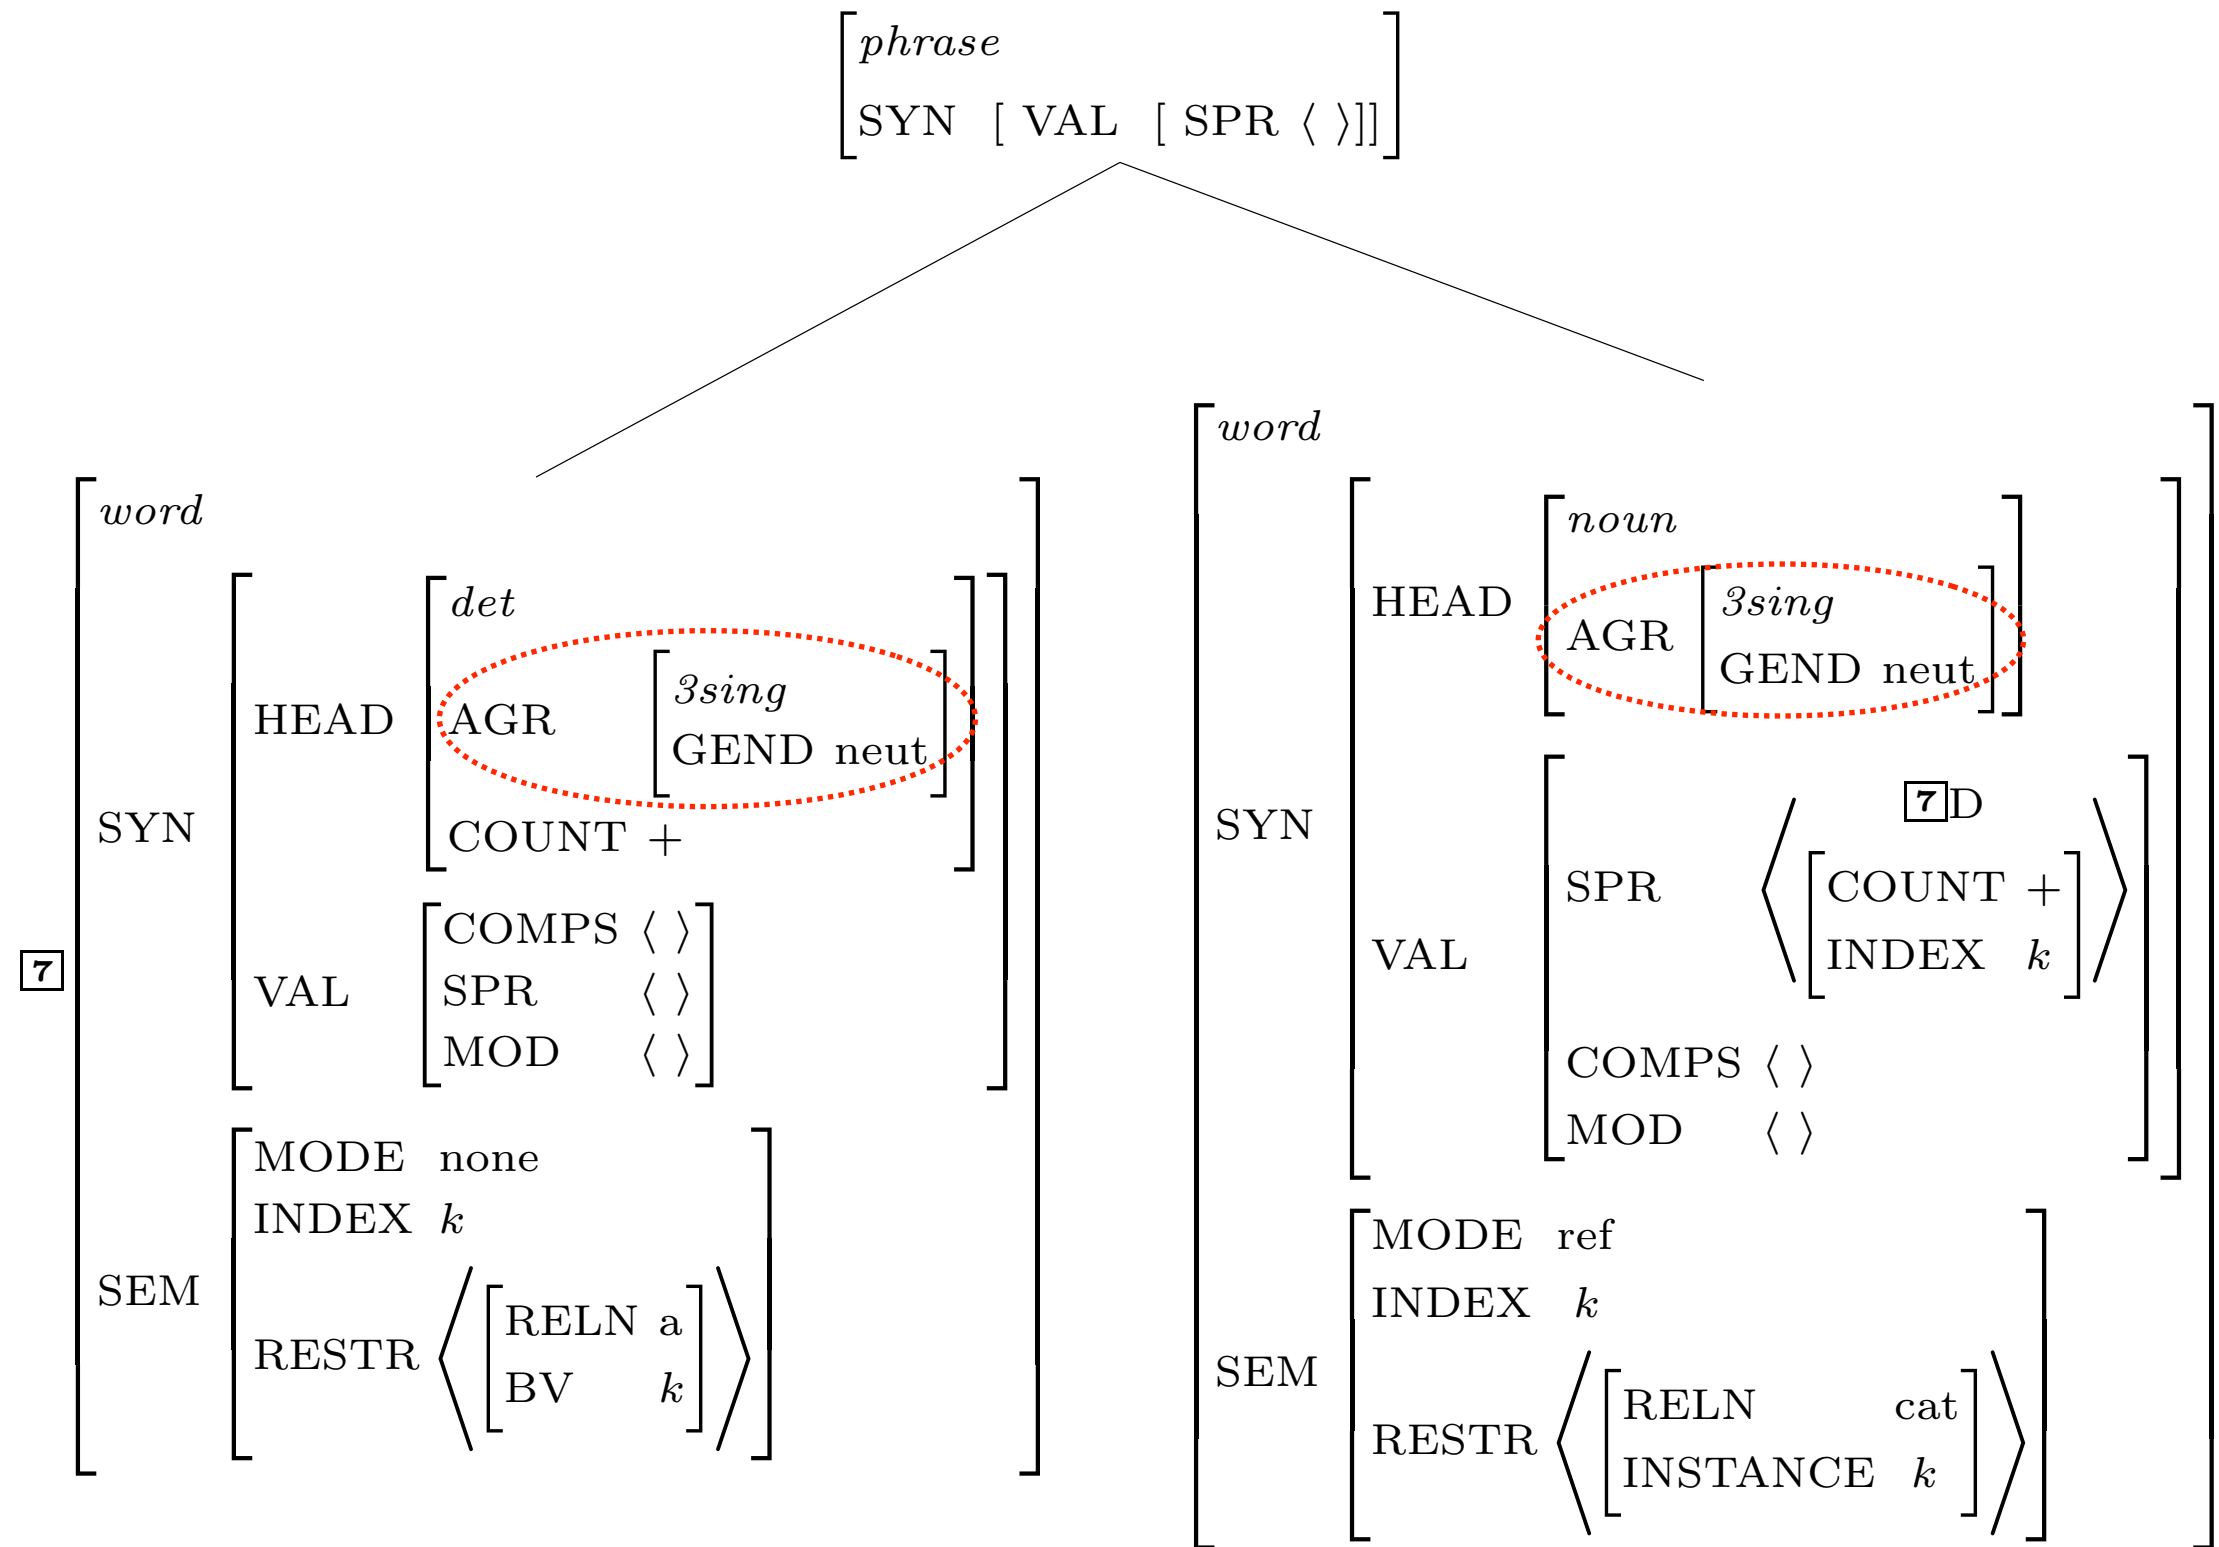 phrase
SYN [ VAL [ SPR ⟨ ⟩]]
word
HEAD
det
AGR
3sing
GEND neut
COUNT +
SYN
VAL
COMPS ⟨ ⟩
SPR ⟨ ⟩
MOD ⟨ ⟩
7
SEM
MODE none
INDEX k
RESTR
RELN a
BV k
word
HEAD
noun
AGR
3sing
GEND neut
SYN
VAL
SPR
7 D
COUNT +
INDEX k
COMPS ⟨ ⟩
MOD ⟨ ⟩
SEM
MODE ref
INDEX k
RESTR
RELN cat
INSTANCE k